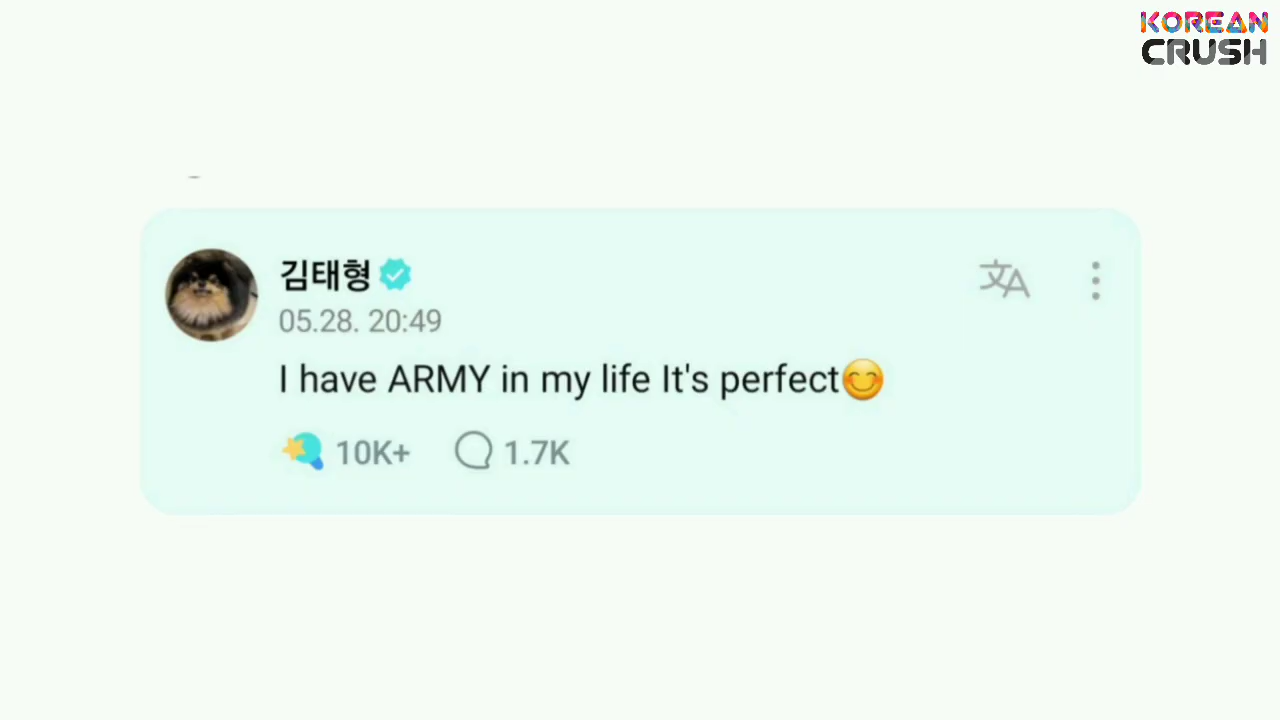 KOREAN
CRUSH
김태형
05.28. 20:49
I have ARMY in my life It's perfect😊
10K+ 1.7K